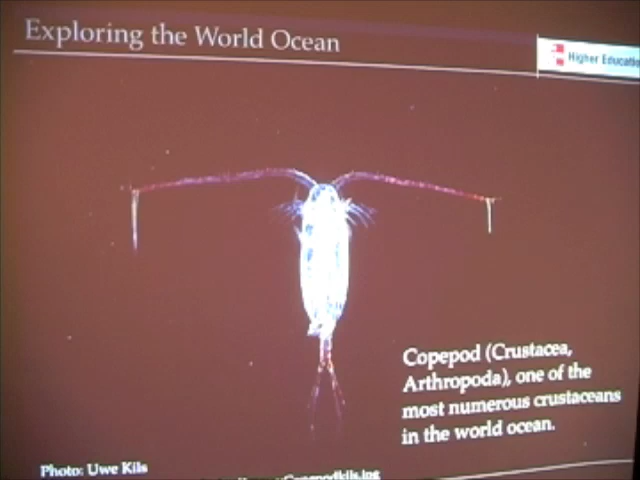 Exploring the World Ocean
Higher Educatio
Copepod (Crustacea,
Arthropoda), one of the
most numerous crustaceans
in the world ocean.
Photo: Uwe Kils